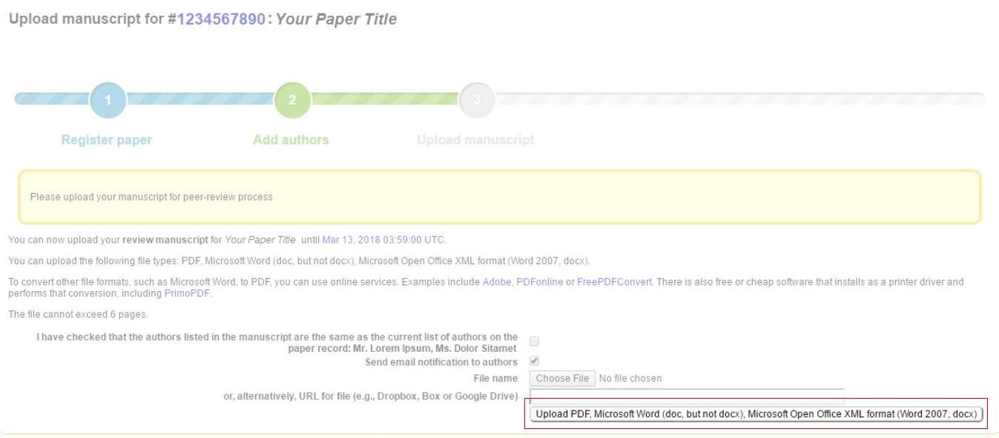 Upload manuscript for #1234567890: Your Paper Title
1
2
3
Register paper
Add authors
Upload manuscript
Please upload your manuscript for peer-review process
You can now upload your review manuscript for Your Paper Title until Mar 13, 2018 03:59:00 UTC.
You can upload the following file types: PDF, Microsoft Word (doc, but not docx), Microsoft Open Office XML format (Word 2007, docx).
To convert other file formats, such as Microsoft Word, to PDF, you can use online services. Examples include Adobe, PDFonline or FreePDFConvert. There is also free or cheap software that installs as a printer driver and
performs that conversion, including PrimoPDF.
The file cannot exceed 6 pages.
I have checked that the authors listed in the manuscript are the same as the current list of authors on the
paper record: Mr. Lorem Ipsum, Ms. Dolor Sitamet
Send email notification to authors
File name Choose File No file chosen
or, alternatively, URL for file (e.g., Dropbox, Box or Google Drive)
Upload PDF, Microsoft Word (doc, but not docx), Microsoft Open Office XML format (Word 2007, docx)